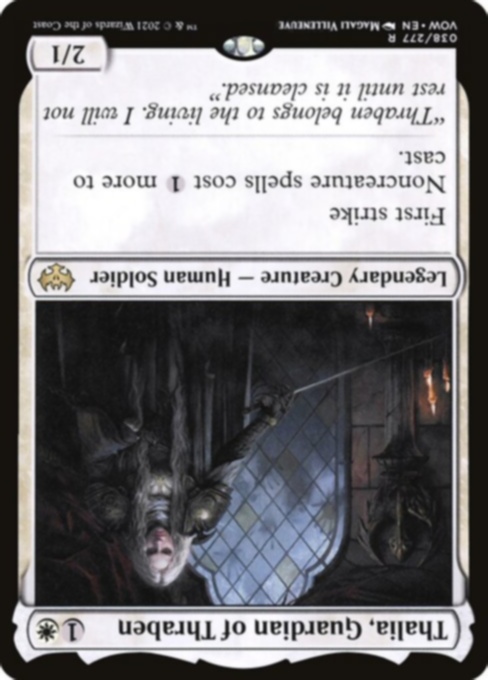 Thalia, Guardian of Thraben 1
Legendary Creature — Human Soldier
First strike
Noncreature spells cost 1 more to
cast.
“Thraben belongs to the living. I will not
rest until it is cleansed.”
2/1
038/277 R
VOW • EN MAGALI VILLENEUVE
™ & © 2021 Wizards of the Coast